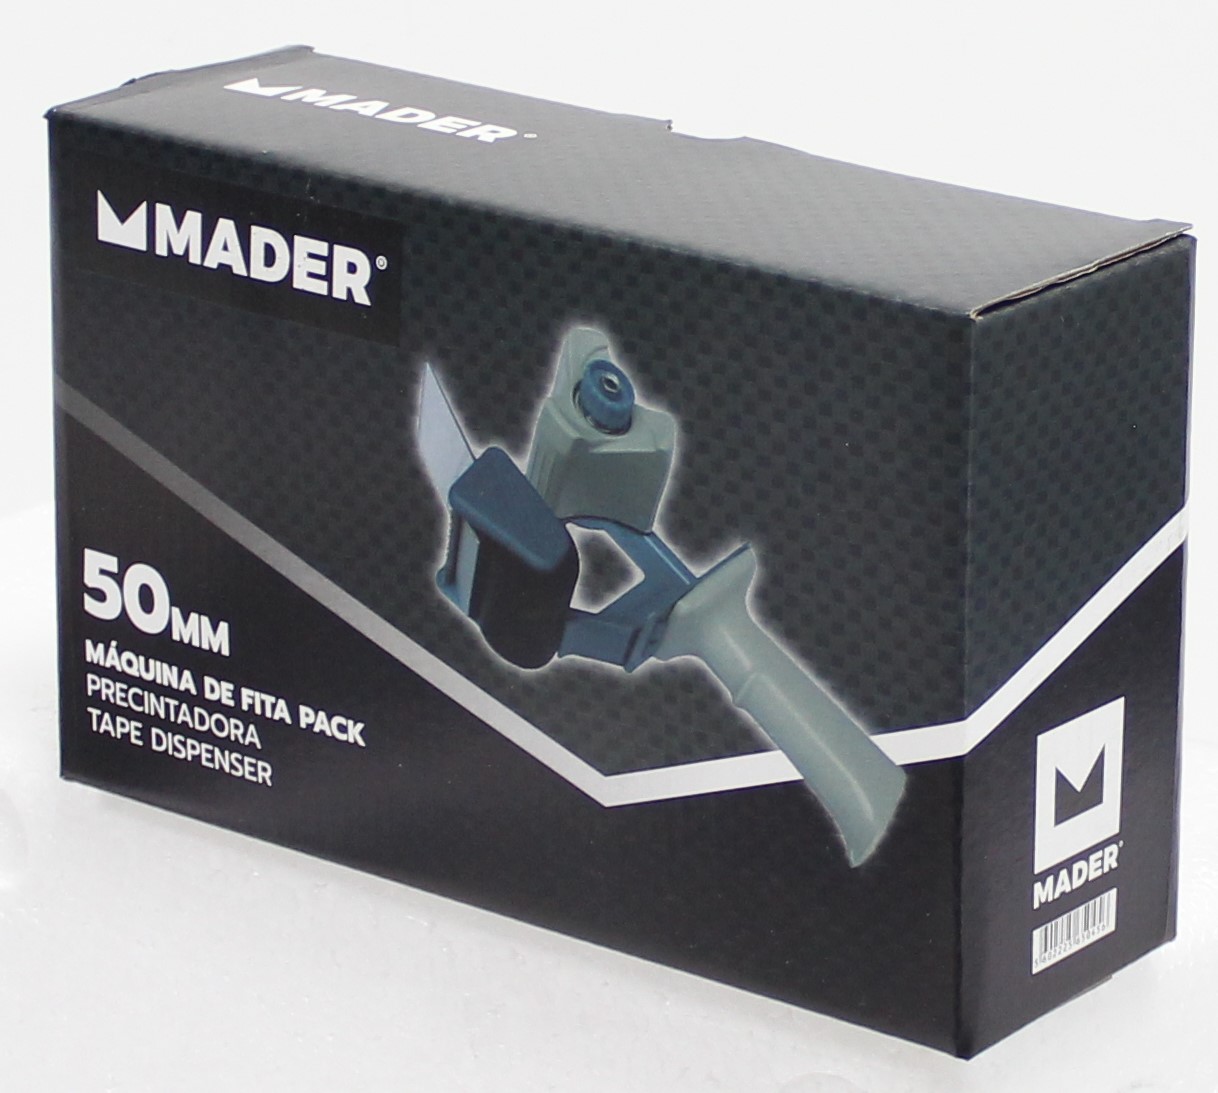 MADER®
MADER®
50MM
MÁQUINA DE FITA PACK
PRECINTADORA
TAPE DISPENSER
MADER®